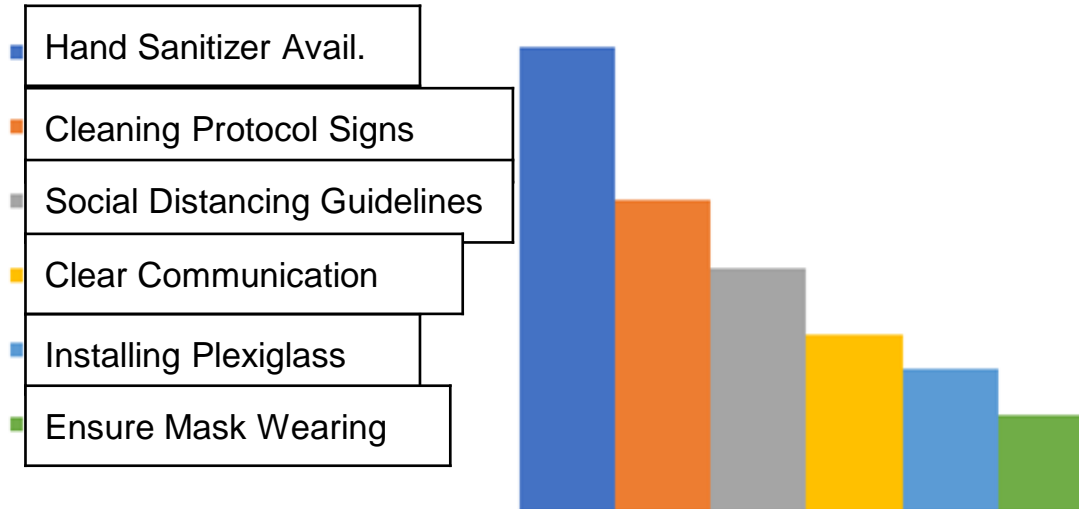 Hand Sanitizer Avail.
Cleaning Protocol Signs
Social Distancing Guidelines
Clear Communication
Installing Plexiglass
Ensure Mask Wearing